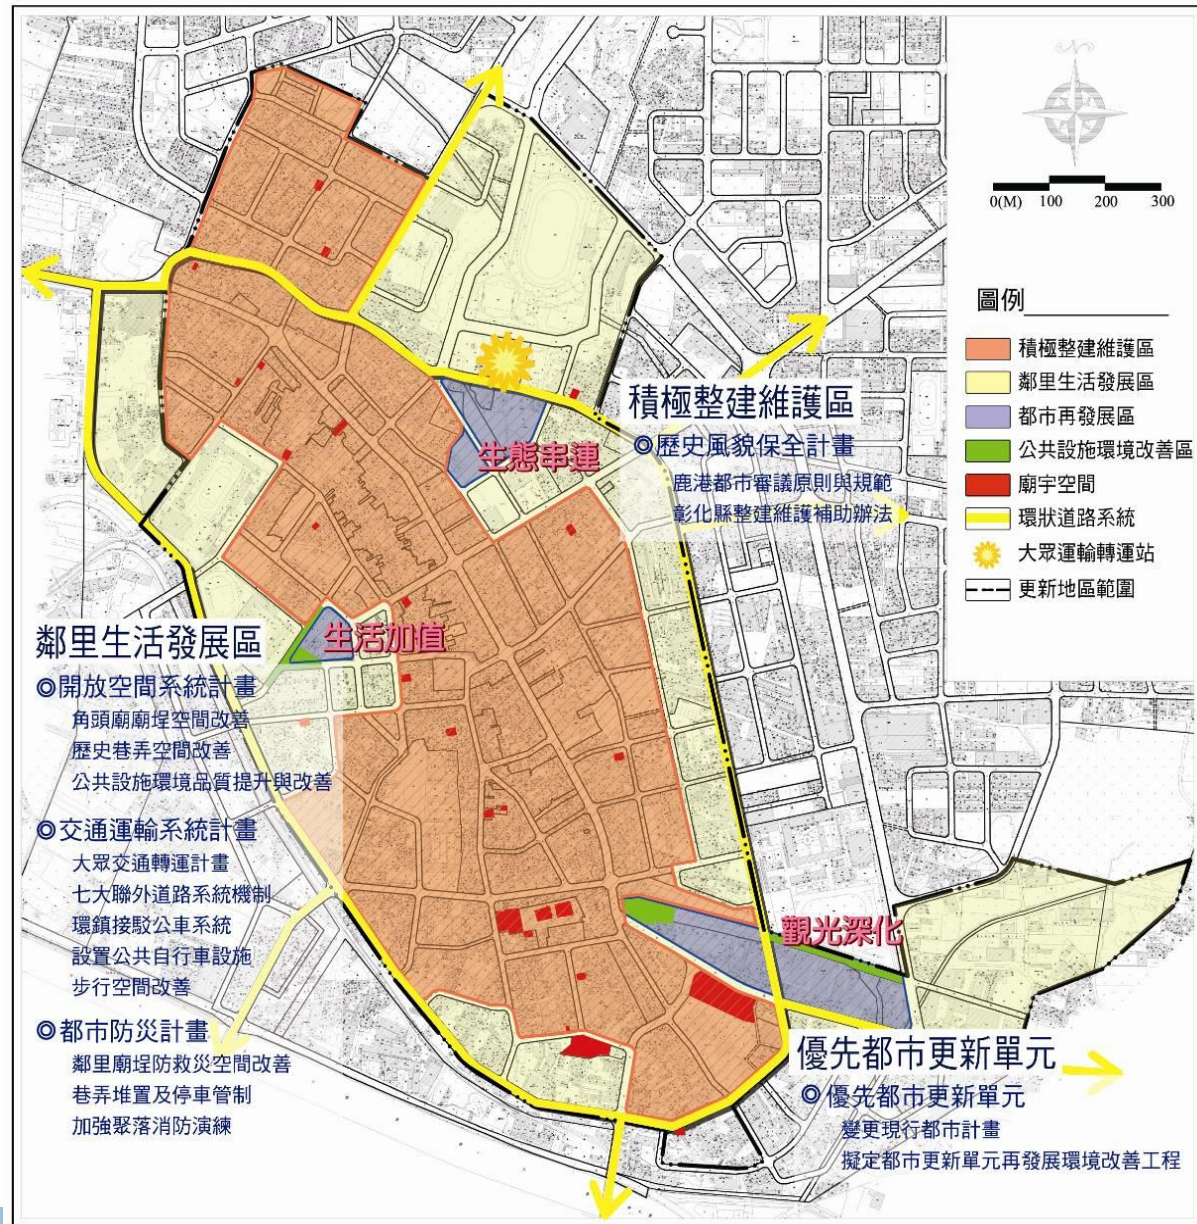 0(M) 100 200 300
圖例
積極整建維護區
鄰里生活發展區
都市再發展區
公共設施環境改善區
廟宇空間
環狀道路系統
大眾運輸轉運站
更新地區範圍
積極整建維護區
◎歷史風貌保全計畫
鹿港都市審議原則與規範
彰化縣整建維護補助辦法
生態串連
生活加值
鄰里生活發展區
◎開放空間系統計畫
角頭廟廟埕空間改善
歷史巷弄空間改善
公共設施環境品質提升與改善
◎交通運輸系統計畫
大眾交通轉運計畫
七大聯外道路系統機制
環鎮接駁公車系統
設置公共自行車設施
步行空間改善
◎都市防災計畫
鄰里廟埕防救災空間改善
巷弄堆置及停車管制
加強聚落消防演練
觀光深化
優先都市更新單元
◎優先都市更新單元
變更現行都市計畫
擬定都市更新單元再發展環境改善工程